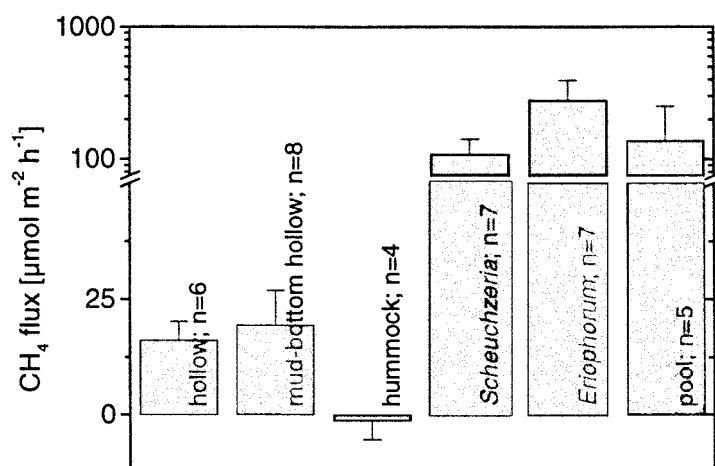 1000
100
25
0
CH₄ flux [µmol m⁻² h⁻¹]
hollow; n=6
mud-bottom hollow; n=8
hummock; n=4
Scheuchzeria; n=7
Eriophorum; n=7
pool; n=5